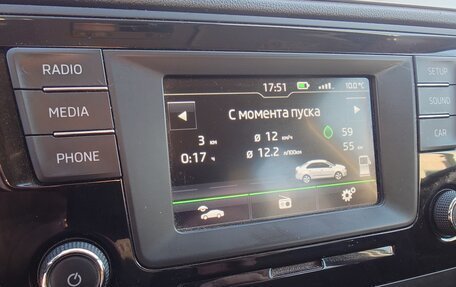 RADIO
MEDIA
PHONE
SETUP
SOUND
CAR
17:51 10.0°C
С момента пуска
3 км ø 12 км/ч 59
0:17 ч ø 12.2 л/100км 55 км